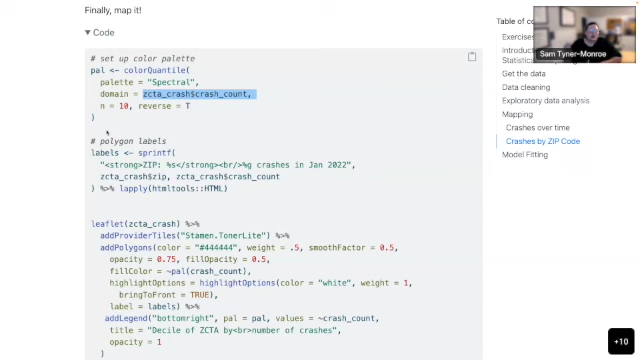 Finally, map it!
▼ Code
# set up color palette
pal <- colorQuantile(
palette = "Spectral",
domain = zcta_crash$crash_count,
n = 10, reverse = T
)
# polygon labels
labels <- sprintf(
"<strong>ZIP: %s</strong><br/>%g crashes in Jan 2022",
zcta_crash$zip, zcta_crash$crash_count
) %>% lapply(htmltools::HTML)
leaflet(zcta_crash) %>%
addProviderTiles("Stamen.TonerLite") %>%
addPolygons(color = "#444444", weight = .5, smoothFactor = 0.5,
opacity = 0.75, fillOpacity = 0.5,
fillColor = ~pal(crash_count),
highlightOptions = highlightOptions(color = "white", weight = 1,
bringToFront = TRUE),
label = labels) %>%
addLegend("bottomright", pal = pal, values = ~crash_count,
title = "Decile of ZCTA by<br>number of crashes",
opacity = 1
)
Table of co
Exercises
Introduc
Statistica
Get the data
Data cleaning
Exploratory data analysis
Mapping
Crashes over time
Crashes by ZIP Code
Model Fitting
Sam Tyner-Monroe
+10